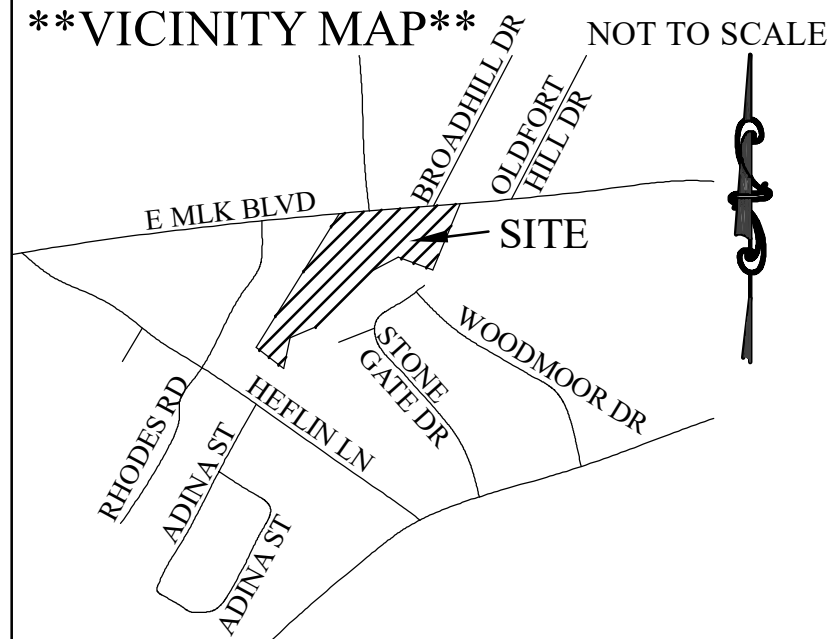 **VICINITY MAP**
NOT TO SCALE
BROADHILL DR
OLDFORT
HILL DR
E MLK BLVD
SITE
WOODMOOR DR
STONE
GATE DR
HEFLIN LN
RHODES RD
ADINA ST
ADINA ST